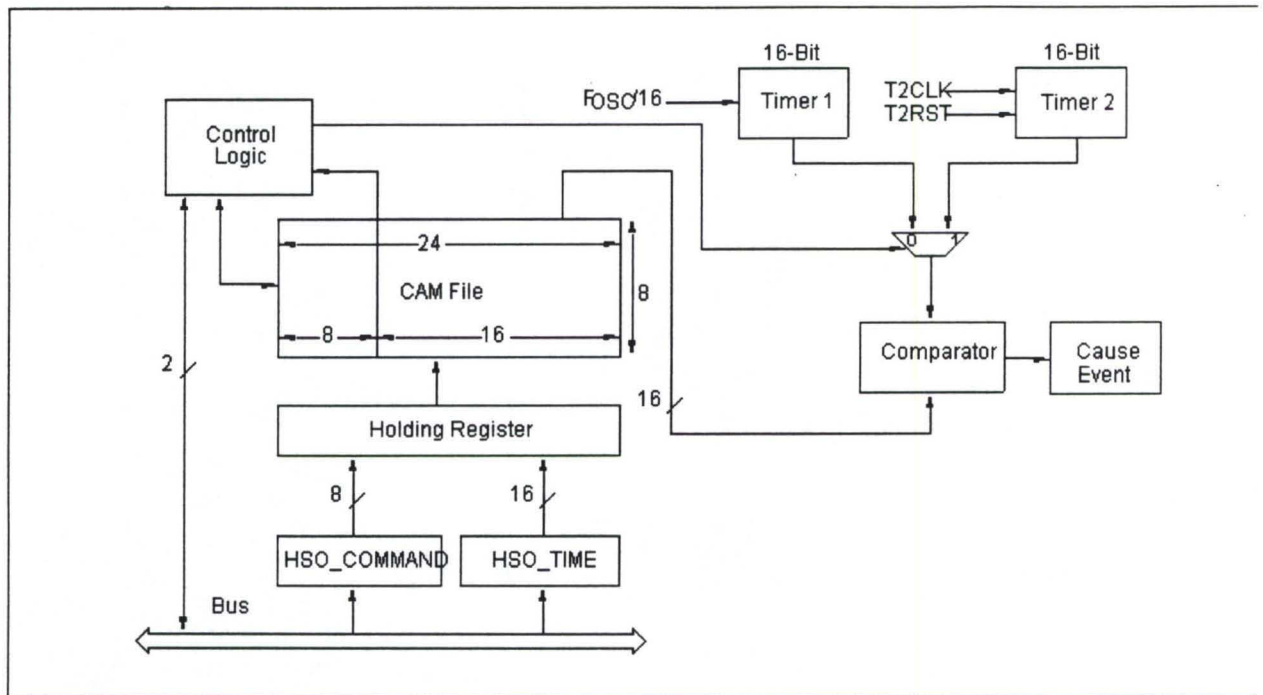 16-Bit
16-Bit
Fosc/16
Timer 1
T2CLK
T2RST
Timer 2
Control
Logic
0 1
24
CAM File
8
8
16
2
Comparator
Cause
Event
16
Holding Register
8
16
HSO_COMMAND
HSO_TIME
Bus